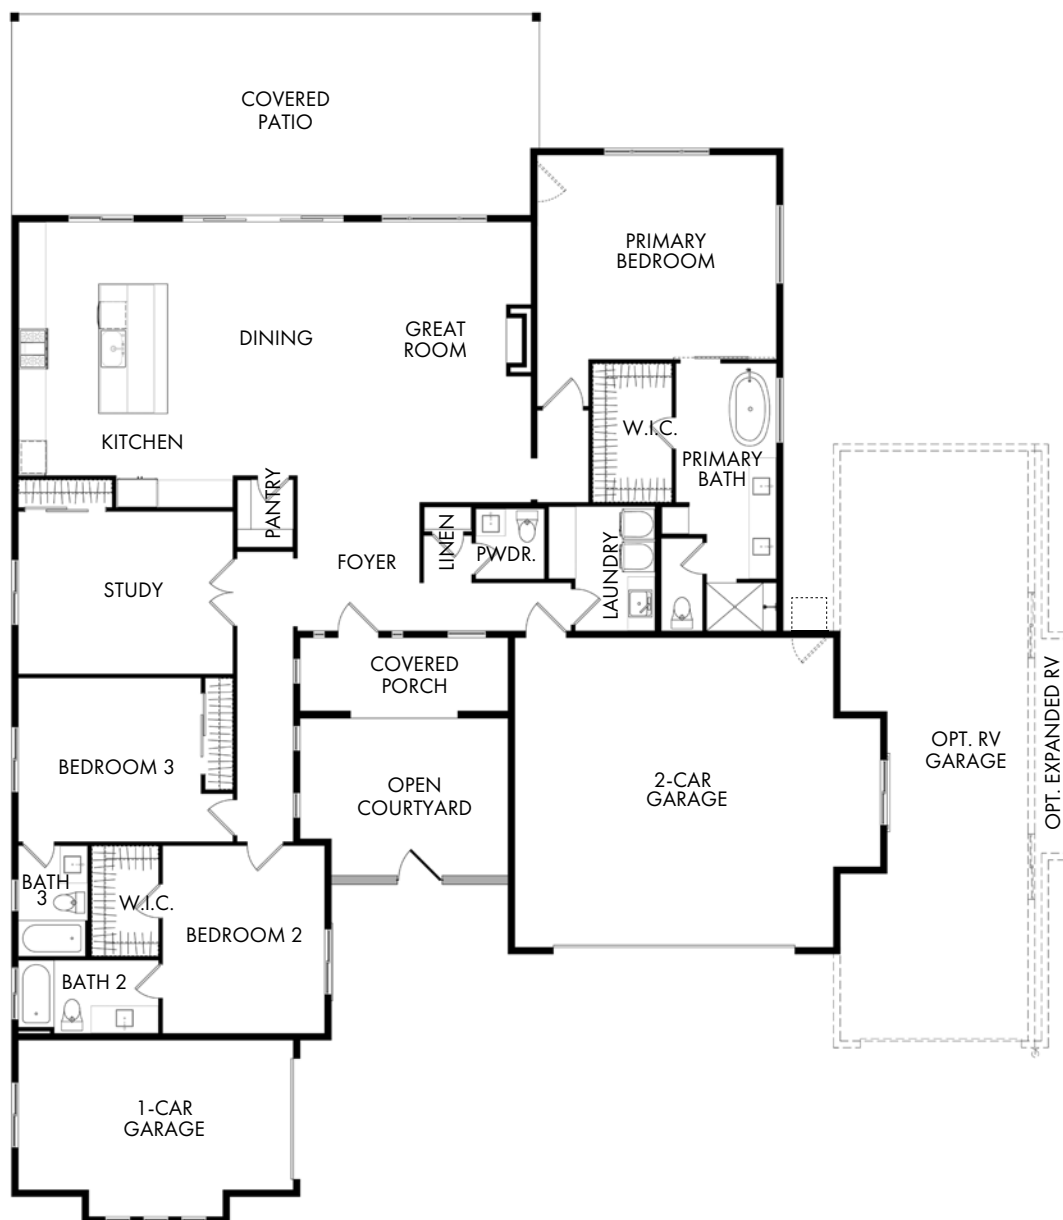 COVERED
PATIO
PRIMARY
BEDROOM
DINING
GREAT
ROOM
KITCHEN
W.I.C.
PRIMARY
BATH
PANTRY
LINEN
PWDR.
LAUNDRY
FOYER
STUDY
COVERED
PORCH
BEDROOM 3
OPEN
COURTYARD
2-CAR
GARAGE
OPT. RV
GARAGE
OPT. EXPANDED RV
BATH
3
W.I.C.
BEDROOM 2
BATH 2
1-CAR
GARAGE